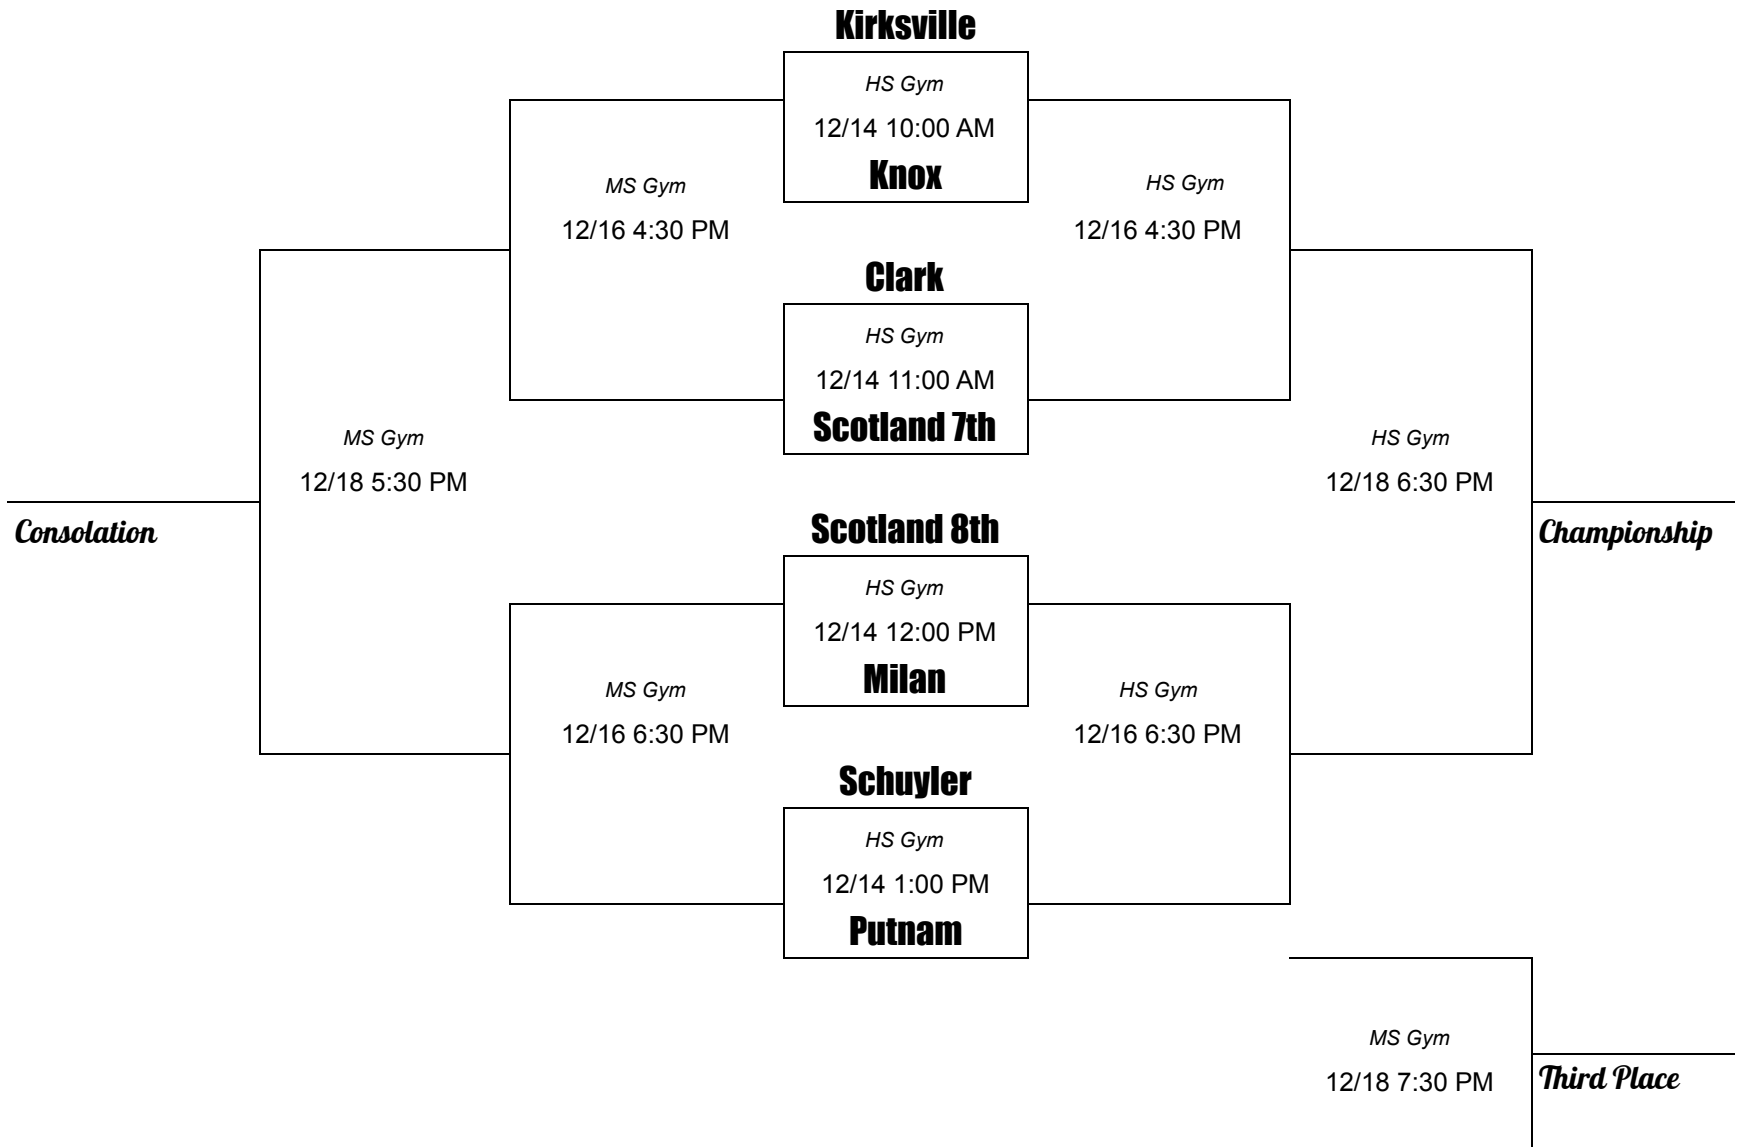 Kirksville
HS Gym
12/14 10:00 AM
Knox
MS Gym
12/16 4:30 PM
HS Gym
12/16 4:30 PM
Clark
HS Gym
12/14 11:00 AM
Scotland 7th
MS Gym
12/18 5:30 PM
HS Gym
12/18 6:30 PM
Consolation
Championship
Scotland 8th
HS Gym
12/14 12:00 PM
Milan
MS Gym
12/16 6:30 PM
HS Gym
12/16 6:30 PM
Schuyler
HS Gym
12/14 1:00 PM
Putnam
MS Gym
12/18 7:30 PM
Third Place